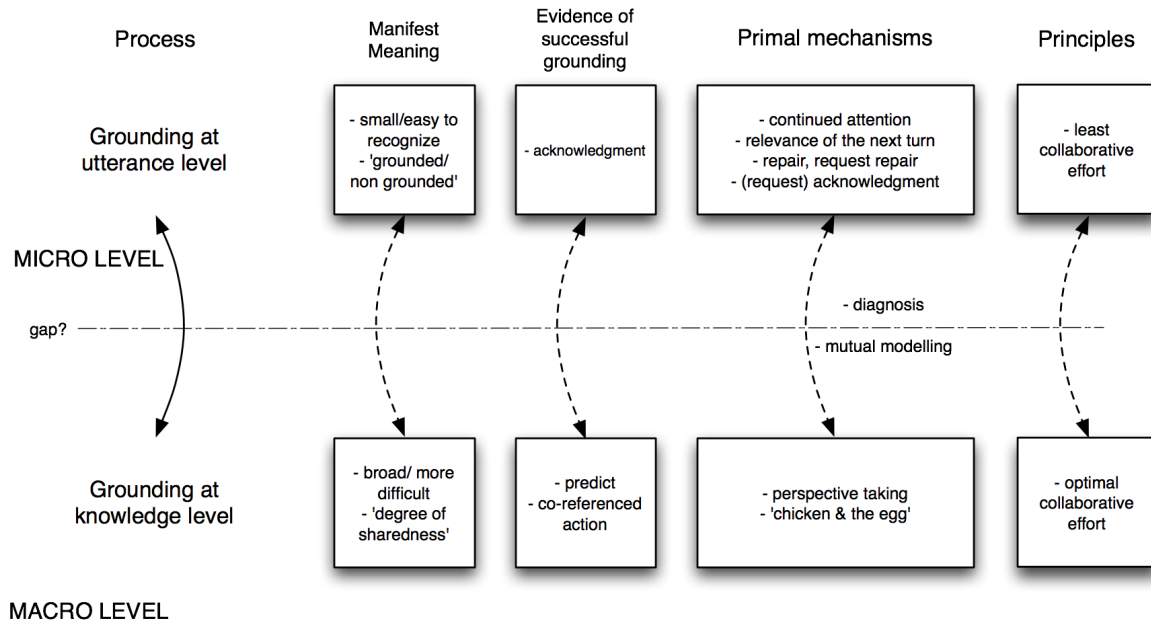 Process
Manifest
Meaning
Evidence of
successful
grounding
Primal mechanisms
Principles
Grounding at
utterance level
- small/easy to
recognize
- 'grounded/
non grounded'
- acknowledgment
- continued attention
- relevance of the next turn
- repair, request repair
- (request) acknowledgment
- least
collaborative
effort
MICRO LEVEL
gap?
- diagnosis
- mutual modelling
Grounding at
knowledge level
- broad/ more
difficult
- 'degree of
sharedness'
- predict
- co-referenced
action
- perspective taking
- 'chicken & the egg'
- optimal
collaborative
effort
MACRO LEVEL